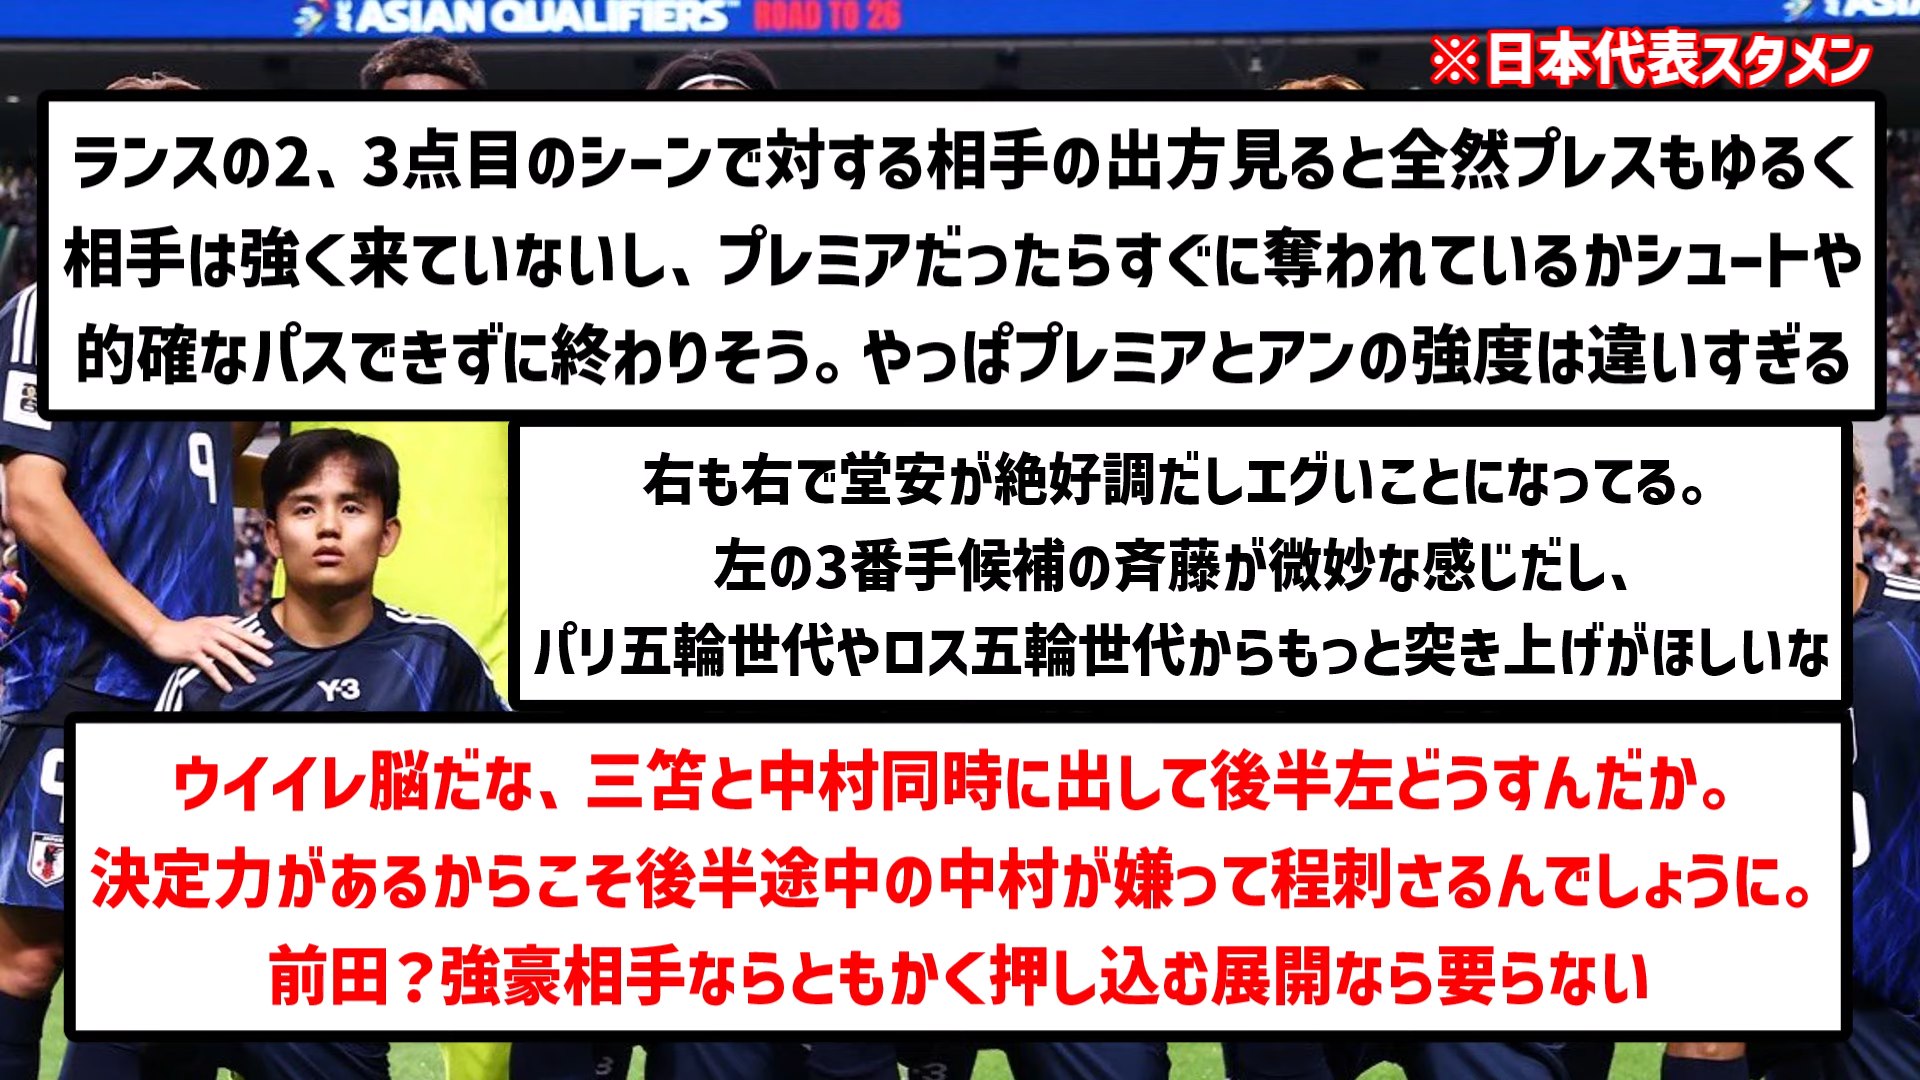 ASIAN QUALIFIERS ROAD TO 26
※日本代表スタメン
ランスの2、3点目のシーンで対する相手の出方見ると全然プレスもゆるく
相手は強く来ていないし、プレミアだったらすぐに奪われているかシュートや
的確なパスできずに終わりそう。やっぱプレミアとアンの強度は違いすぎる
9
右も右で堂安が絶好調だしエグいことになってる。
左の3番手候補の斉藤が微妙な感じだし、
パリ五輪世代やロス五輪世代からもっと突き上げがほしいな
Y-3
ウイイレ脳だな、三笘と中村同時に出して後半左どうすんだか。
決定力があるからこそ後半途中の中村が嫌って程刺さるんでしょうに。
前田？強豪相手ならともかく押し込む展開なら要らない